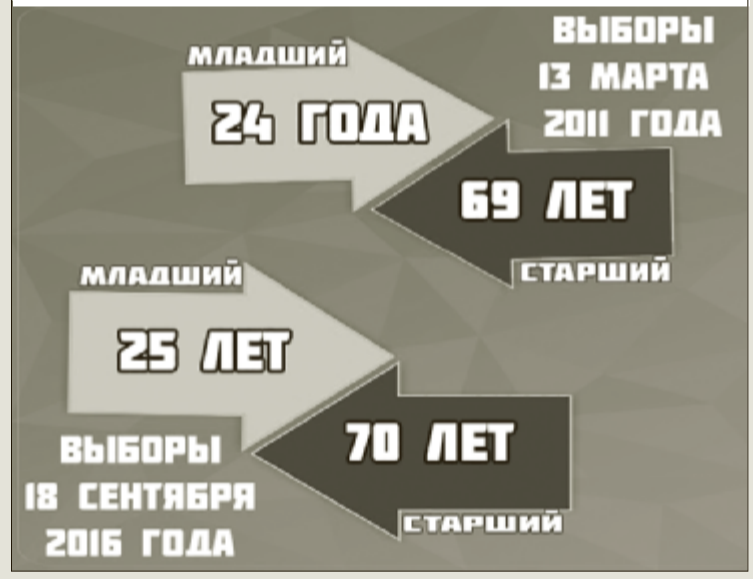 МЛАДШИЙ
24 ГОДА
ВЫБОРЫ
13 МАРТА
2011 ГОДА
69 ЛЕТ
СТАРШИЙ
МЛАДШИЙ
25 ЛЕТ
70 ЛЕТ
СТАРШИЙ
ВЫБОРЫ
18 СЕНТЯБРЯ
2016 ГОДА